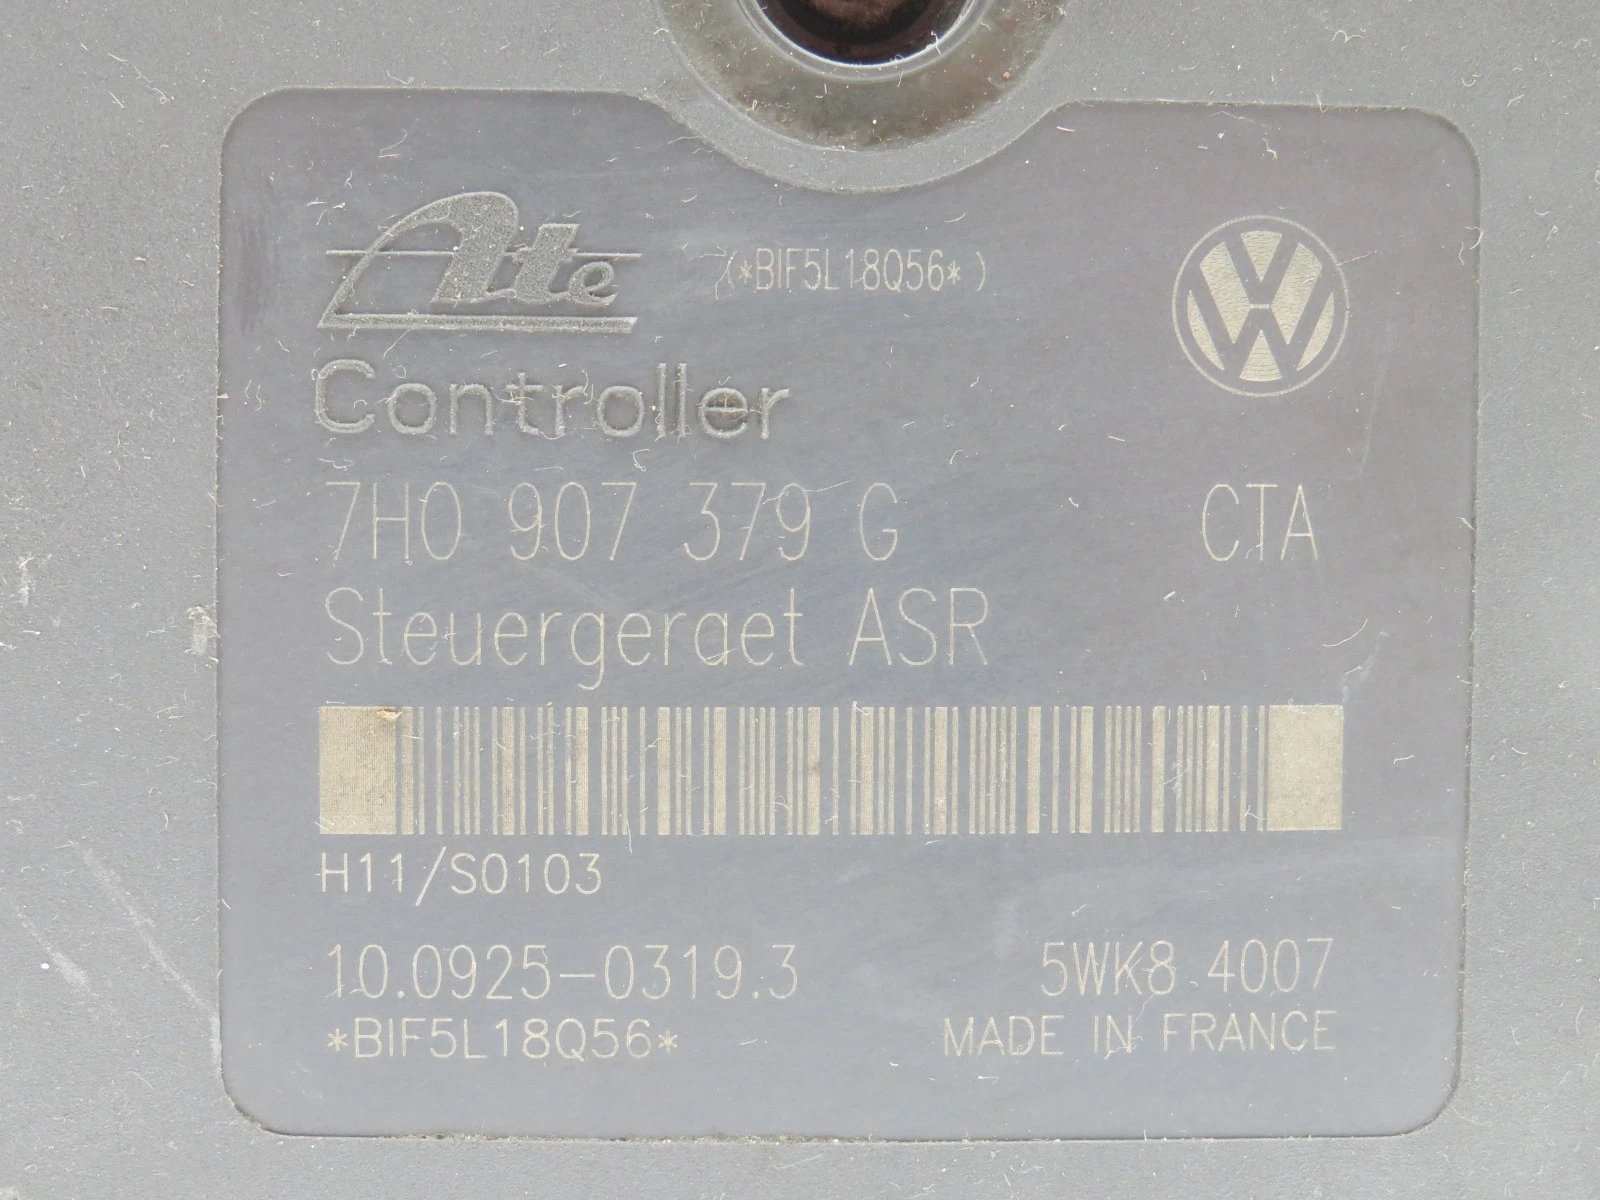 Ate (*BIF5L18Q56*) VW
Controller
7H0 907 379 G CTA
Steuergeraet ASR
H11/S0103
10.0925-0319.3 5WK8 4007
*BIF5L18Q56* MADE IN FRANCE